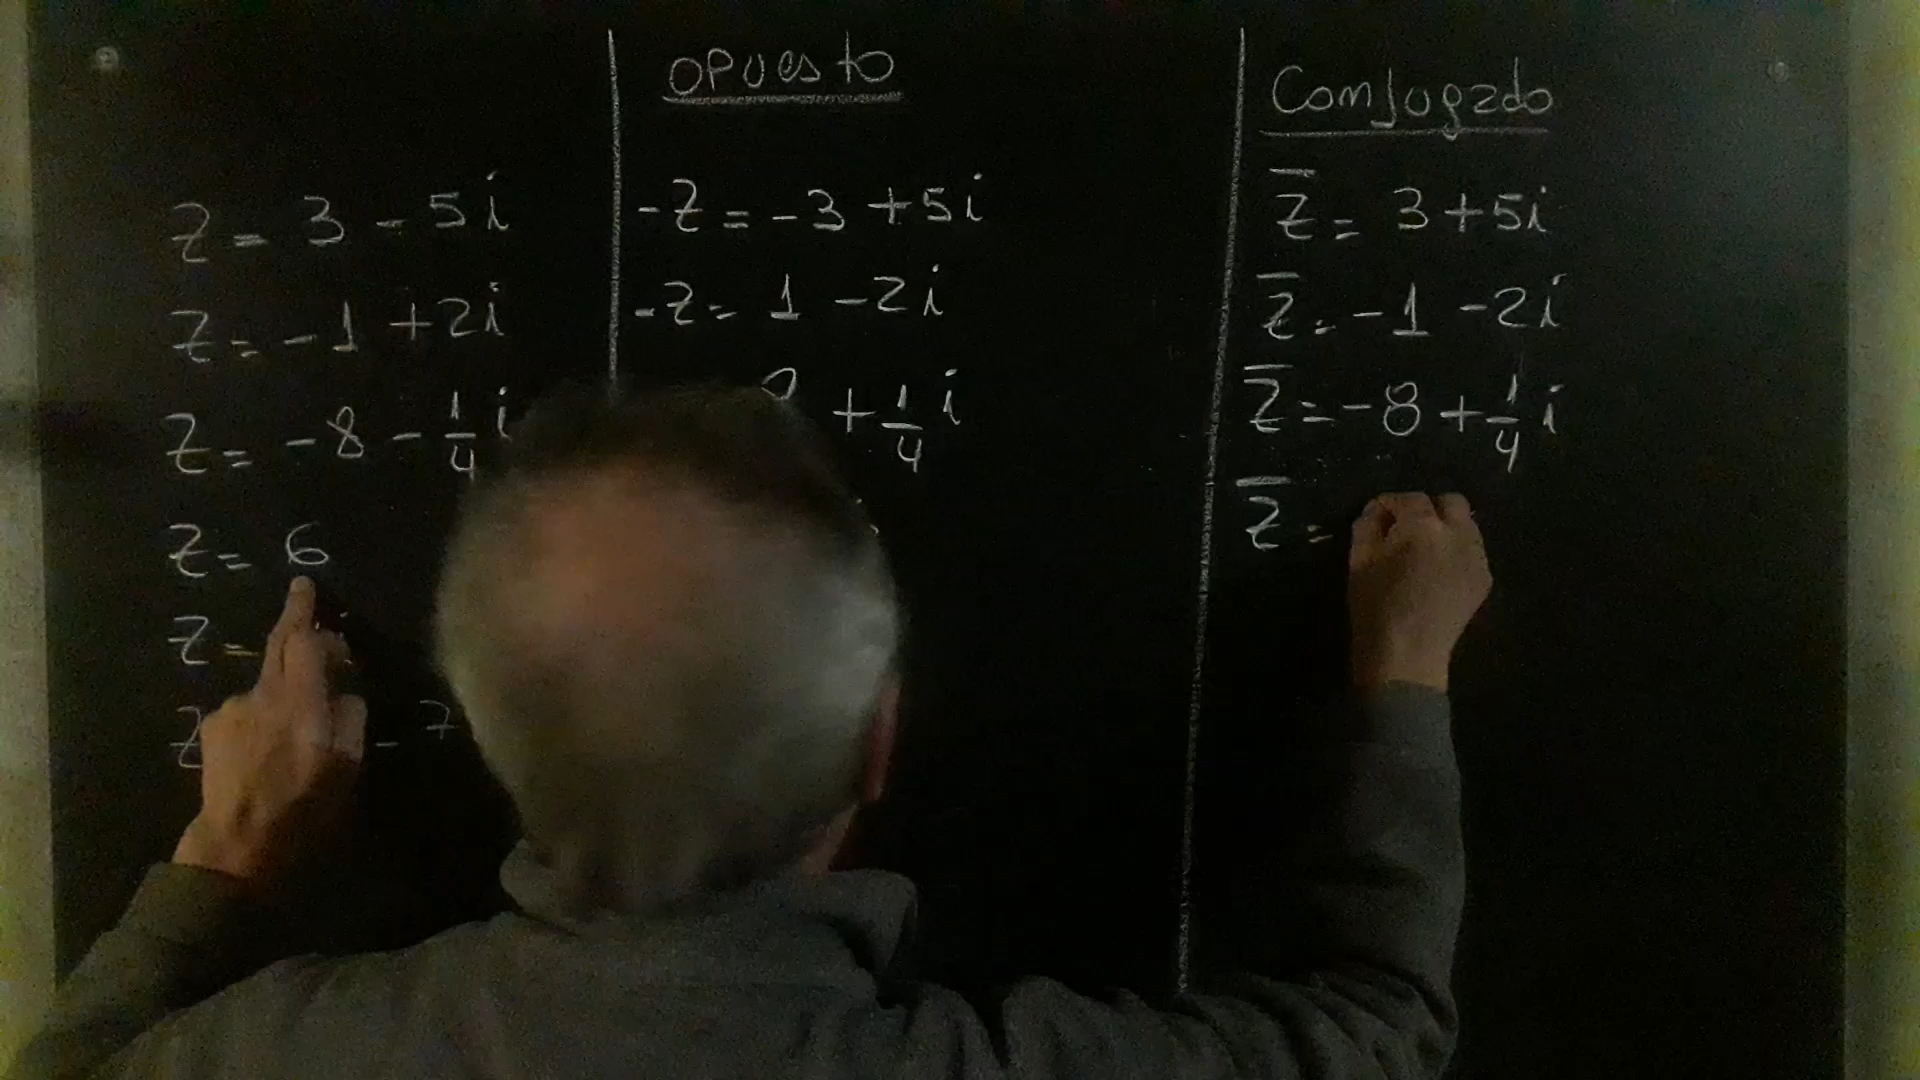 opuesto
Conjugado
z = 3 - 5i
-z = -3 + 5i
z̅ = 3 + 5i
z = -1 + 2i
-z = 1 - 2i
z̅ = -1 - 2i
z = -8 - 1/4 i
+ 1/4 i
z̅ = -8 + 1/4 i
z = 6
z̅ =
z =
z - 7